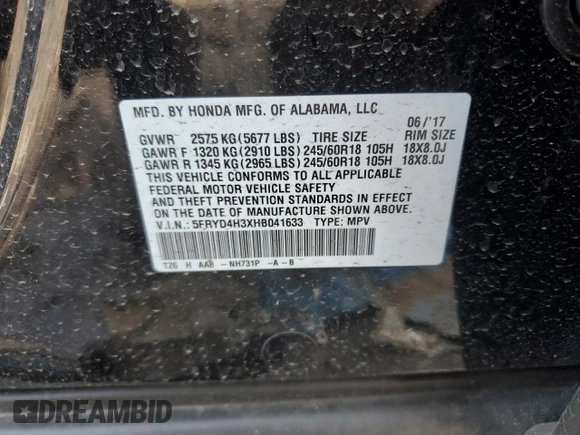 MFD. BY HONDA MFG. OF ALABAMA, LLC 06/'17
GVWR 2575 KG(5677 LBS) TIRE SIZE RIM SIZE
GAWR F 1320 KG(2910 LBS)245/60R18 105H 18X8.0J
GAWR R 1345 KG(2965 LBS)245/60R18 105H 18X8.0J
THIS VEHICLE CONFORMS TO ALL APPLICABLE
FEDERAL MOTOR VEHICLE SAFETY
AND THEFT PREVENTION STANDARDS IN EFFECT
ON THE DATE OF MANUFACTURE SHOWN ABOVE.
V.I.N.: 5FRYD4H3XHB041633 TYPE: MPV
TZ6 H AAB - NH731P -A-B
DREAMBID